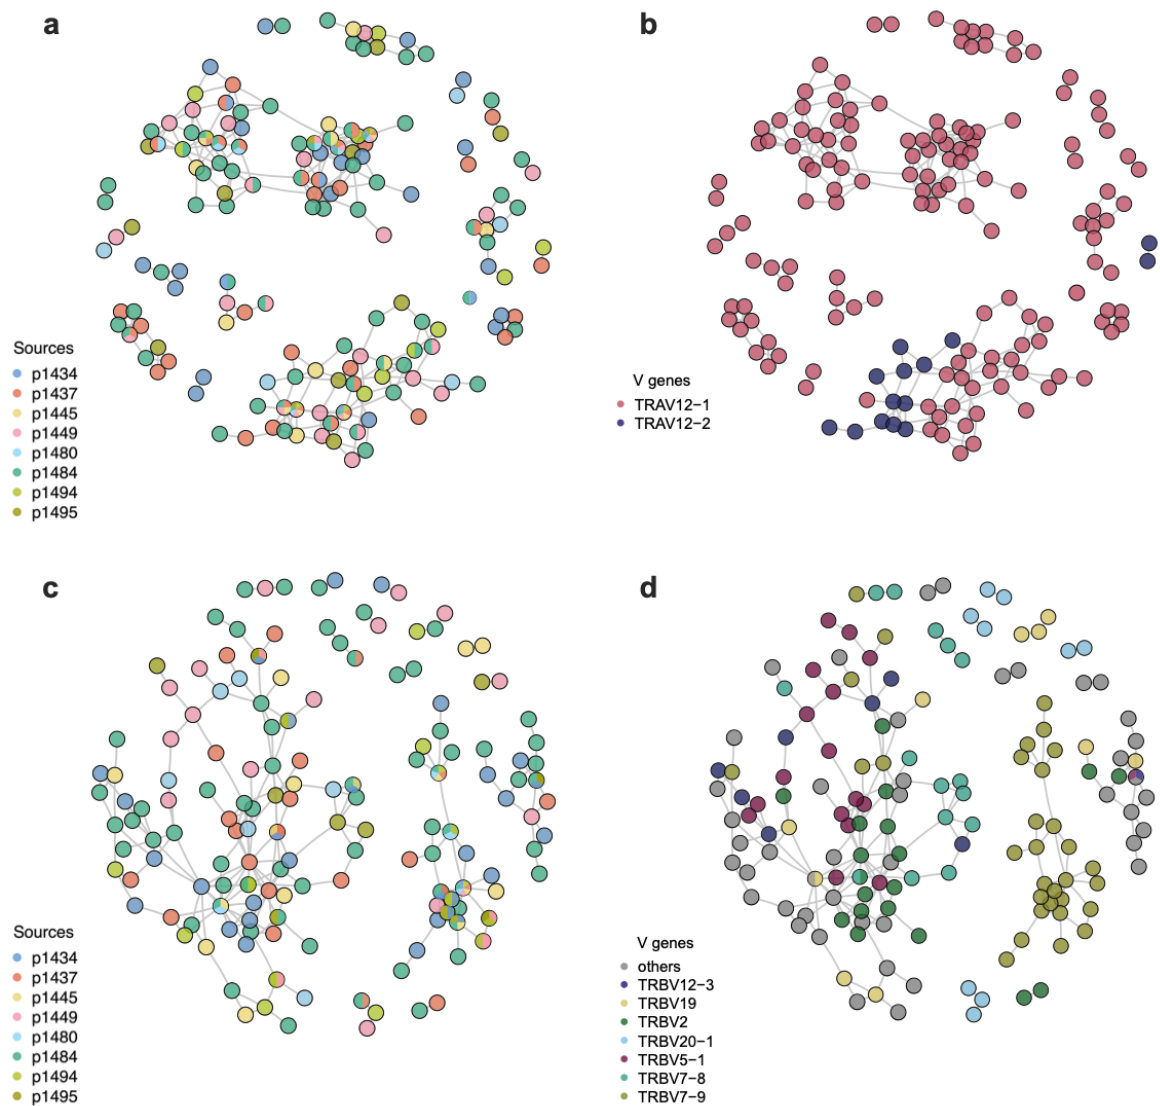 a
b
Sources
p1434
p1437
p1445
p1449
p1480
p1484
p1494
p1495
V genes
TRAV12−1
TRAV12−2
c
d
Sources
p1434
p1437
p1445
p1449
p1480
p1484
p1494
p1495
V genes
others
TRBV12−3
TRBV19
TRBV2
TRBV20−1
TRBV5−1
TRBV7−8
TRBV7−9